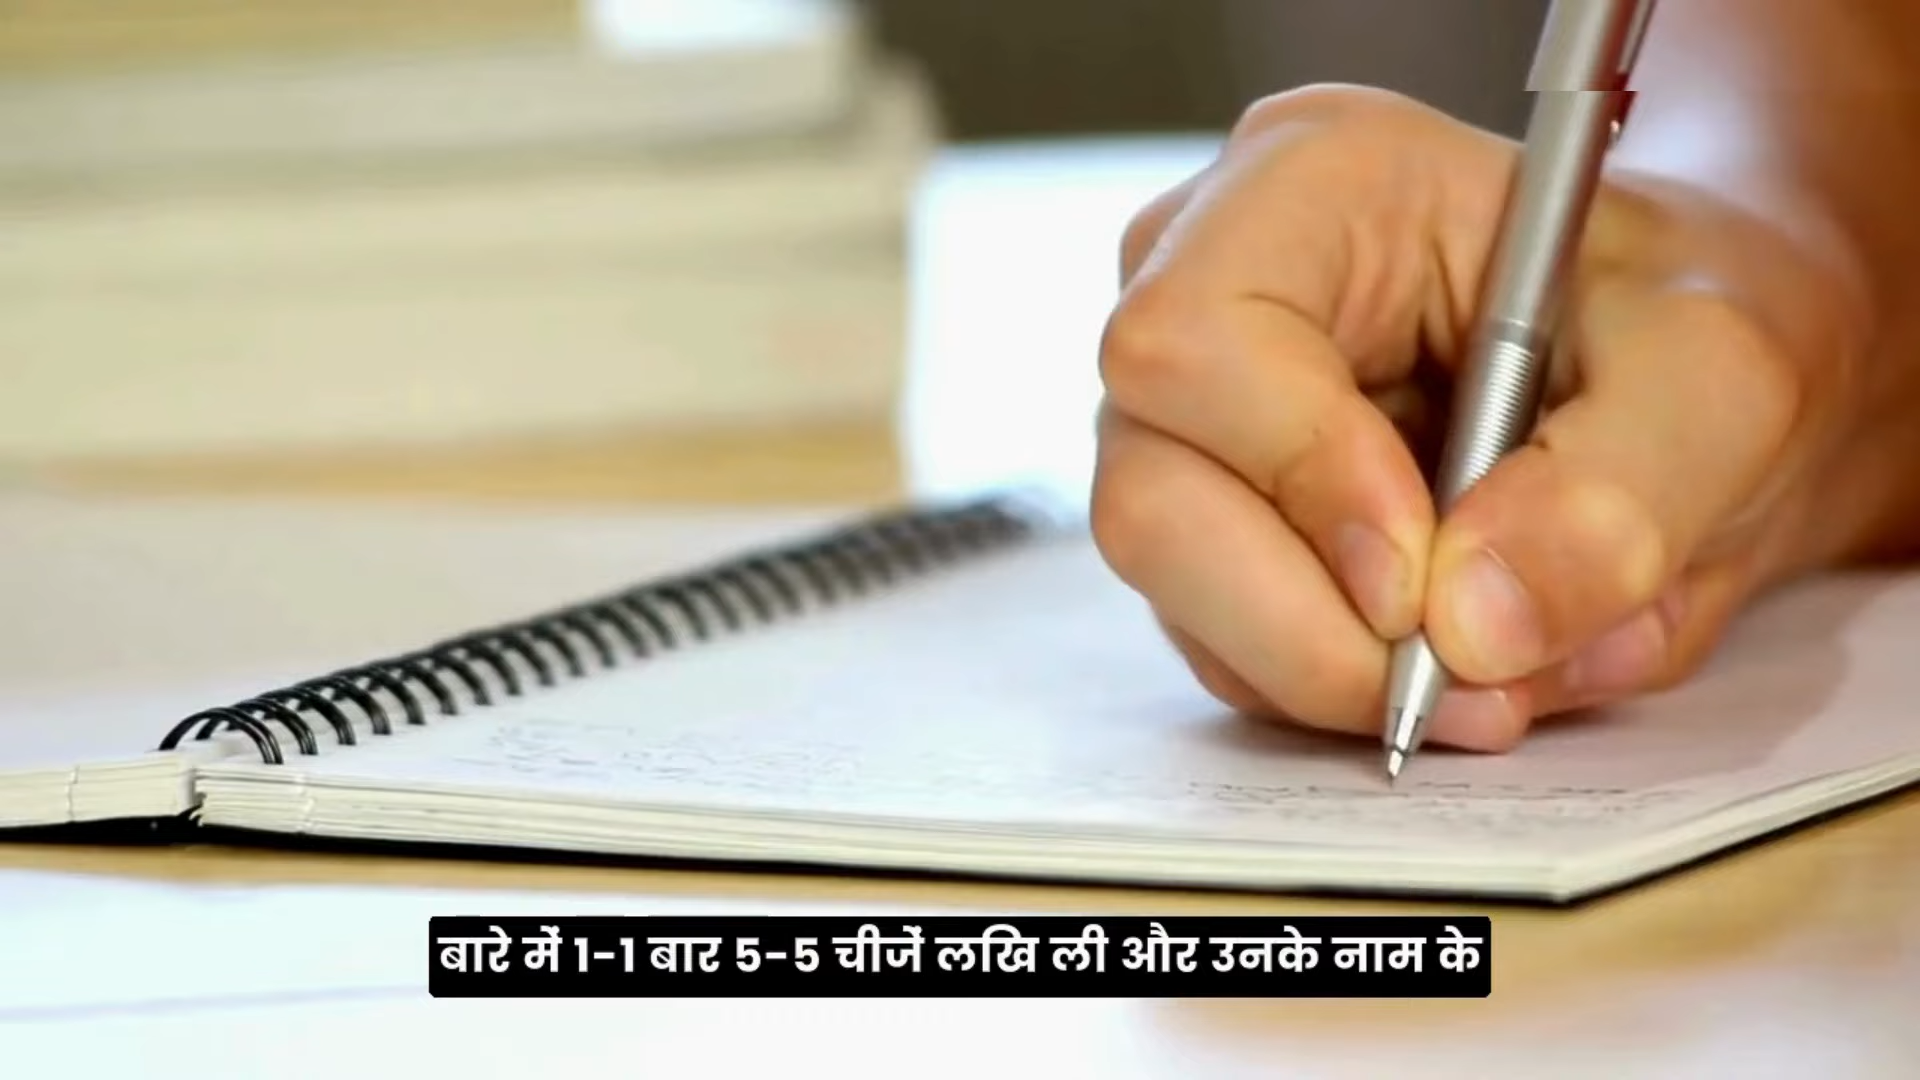 बारे में 1-1 बार 5-5 चीजें लखि ली और उनके नाम के